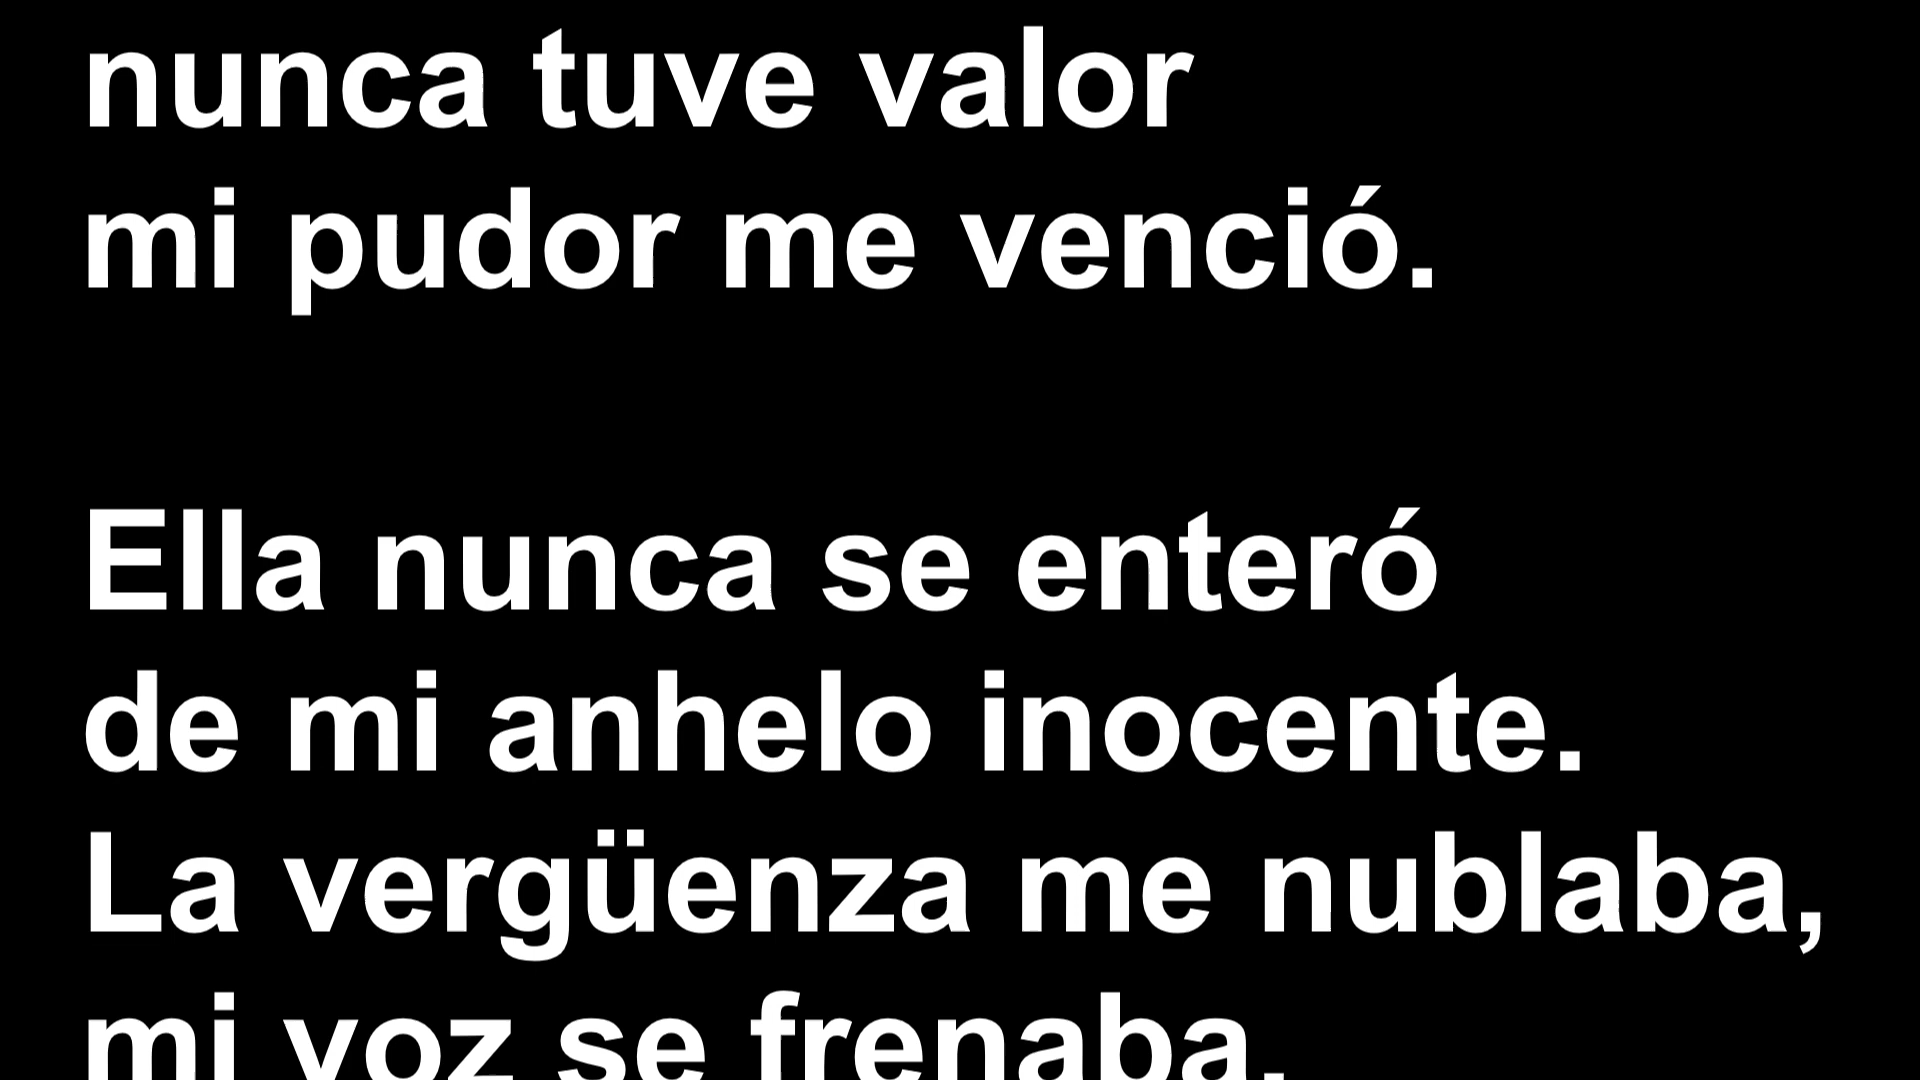 nunca tuve valor
mi pudor me venció.
Ella nunca se enteró
de mi anhelo inocente.
La vergüenza me nublaba,
mi voz se frenaba.